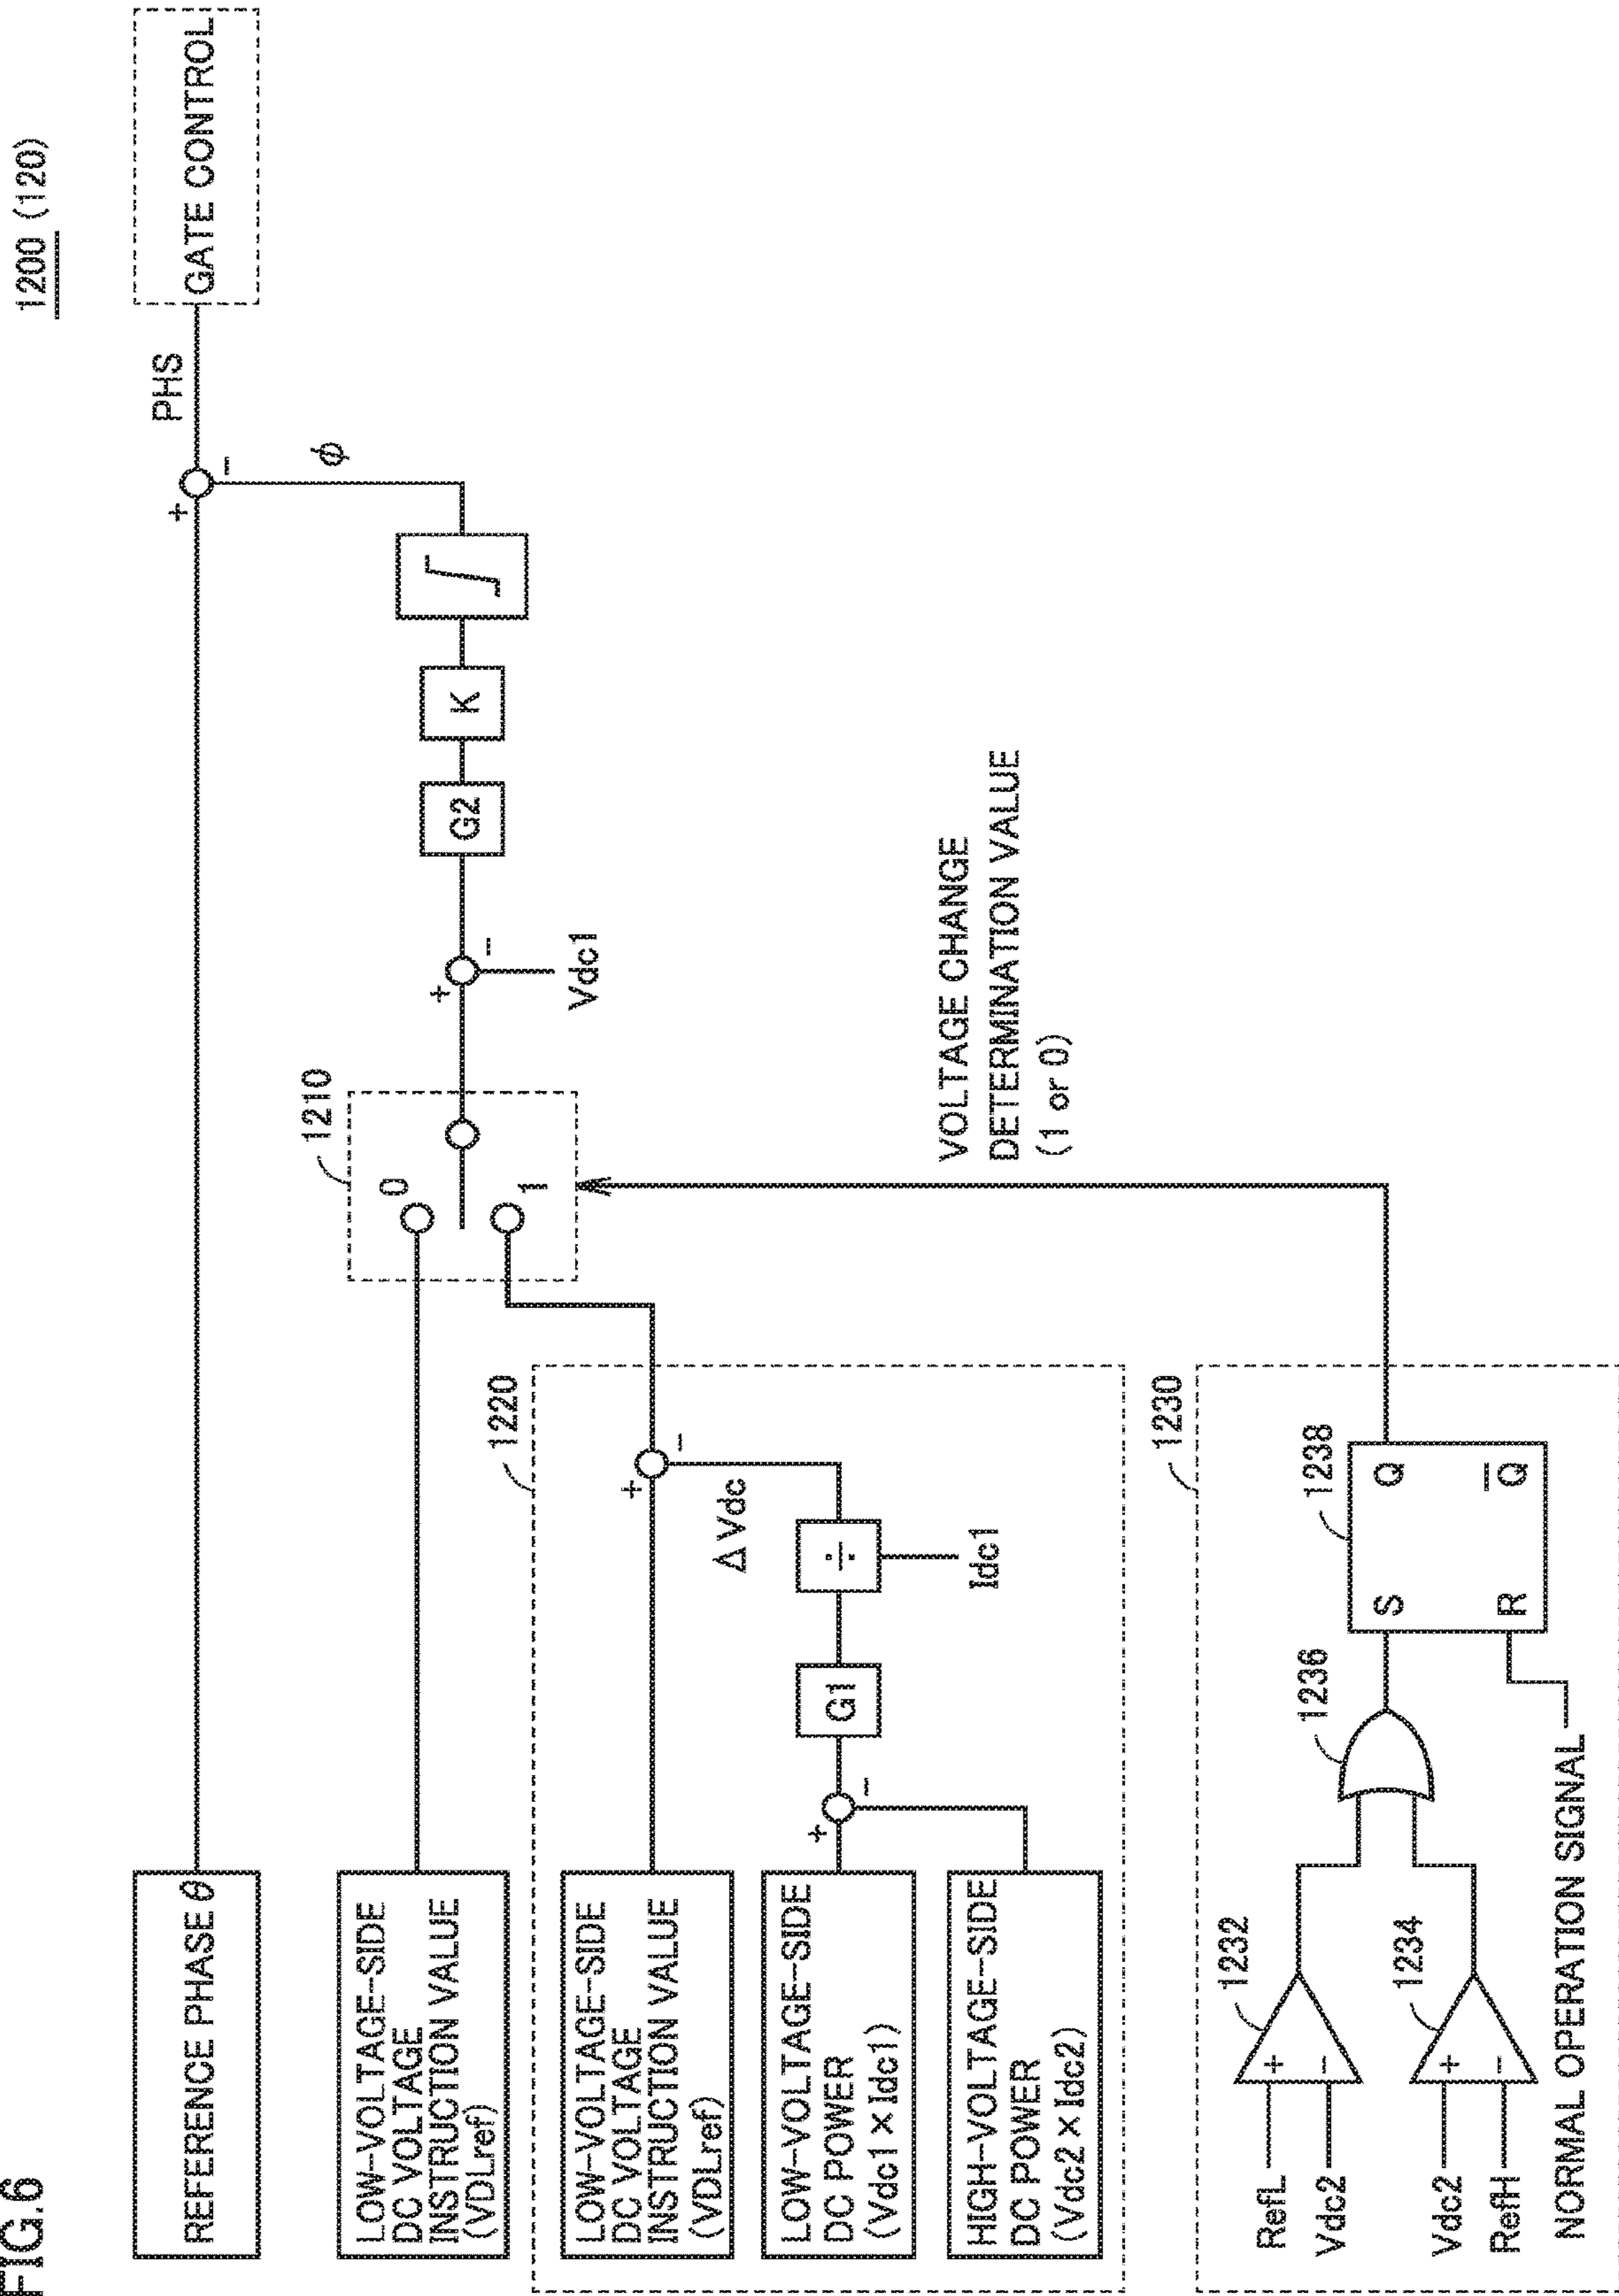 FIG.6
1200 (120)
REFERENCE PHASE θ
+
−
PHS
GATE CONTROL
ϕ
LOW-VOLTAGE-SIDE
DC VOLTAGE
INSTRUCTION VALUE
(VDLref)
1210
0
1
+
−
Vdc1
G2
K
1220
LOW-VOLTAGE-SIDE
DC VOLTAGE
INSTRUCTION VALUE
(VDLref)
+
−
ΔVdc
LOW-VOLTAGE-SIDE
DC POWER
(Vdc1×Idc1)
+
−
G1
÷
Idc1
HIGH-VOLTAGE-SIDE
DC POWER
(Vdc2×Idc2)
VOLTAGE CHANGE
DETERMINATION VALUE
(1 or 0)
1230
RefL
Vdc2
+
−
1232
Vdc2
RefH
+
−
1234
1236
1238
S
Q
R
Q̅
NORMAL OPERATION SIGNAL